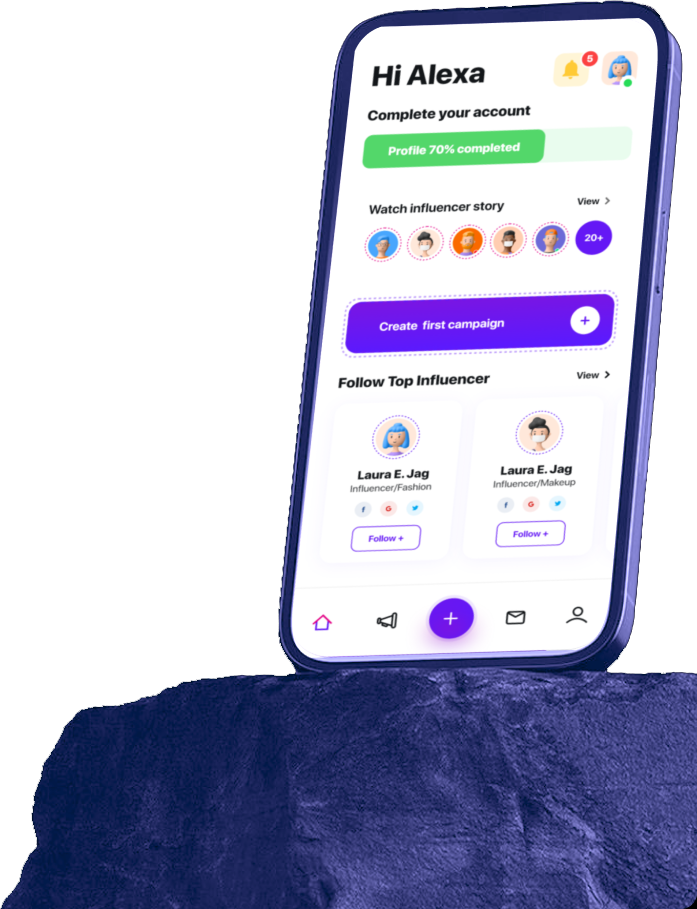 Hi Alexa
5
Complete your account
Profile 70% completed
Watch influencer story
View >
20+
Create first campaign
+
Follow Top Influencer
View >
Laura E. Jag
Influencer/Fashion
f G
Follow +
Laura E. Jag
Influencer/Makeup
f G
Follow +
+